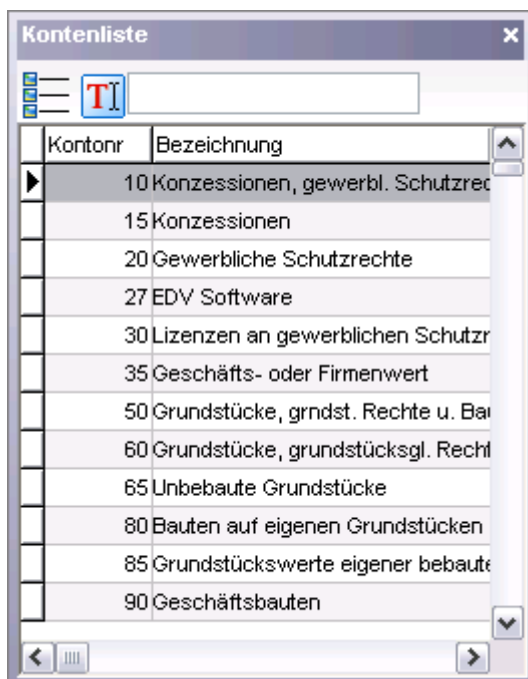 Kontenliste
T
Kontonr Bezeichnung
10 Konzessionen, gewerbl. Schutzrec
15 Konzessionen
20 Gewerbliche Schutzrechte
27 EDV Software
30 Lizenzen an gewerblichen Schutzr
35 Geschäfts- oder Firmenwert
50 Grundstücke, grndst. Rechte u. Bau
60 Grundstücke, grundstücksgl. Recht
65 Unbebaute Grundstücke
80 Bauten auf eigenen Grundstücken
85 Grundstückswerte eigener bebaute
90 Geschäftsbauten